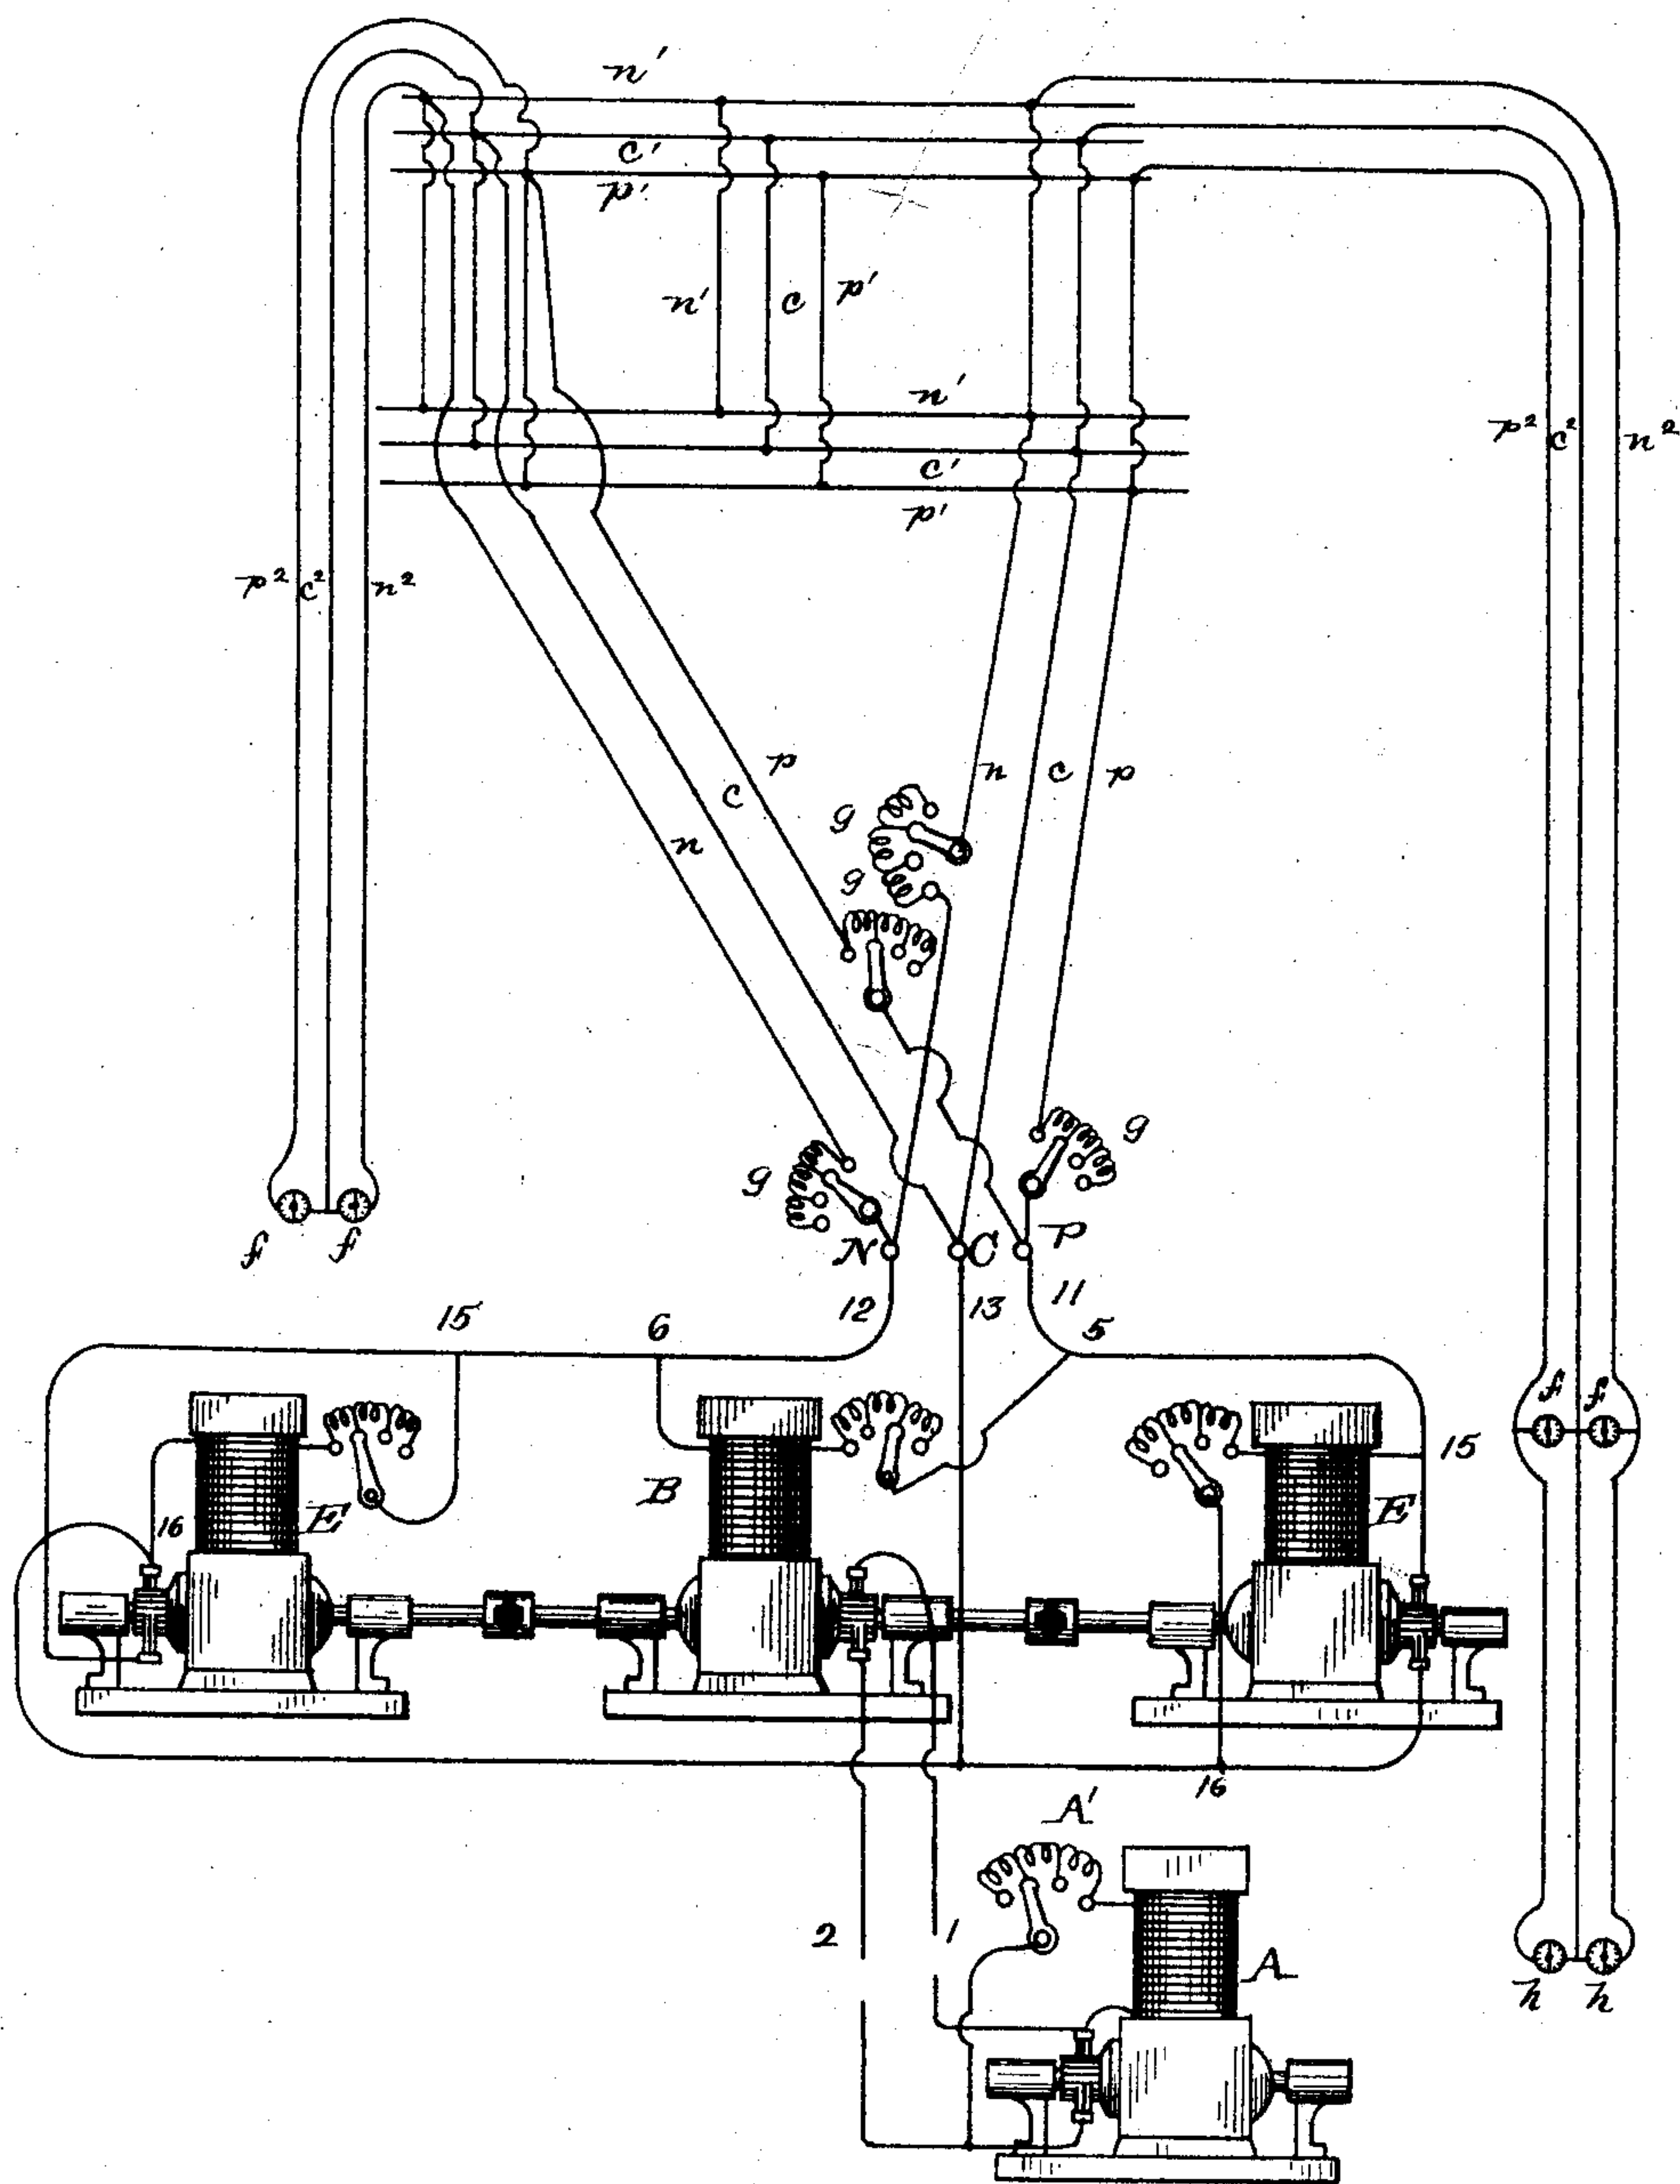 n'
c'
p'
n' c p'
n'
c'
p'
p² c² n²
p² c² n²
p
c
n
n c p
g
g
g
g
f f
N C P
12 13 11
15 6 5
f f
15
E B E'
16
16
A'
2 1
A
h h